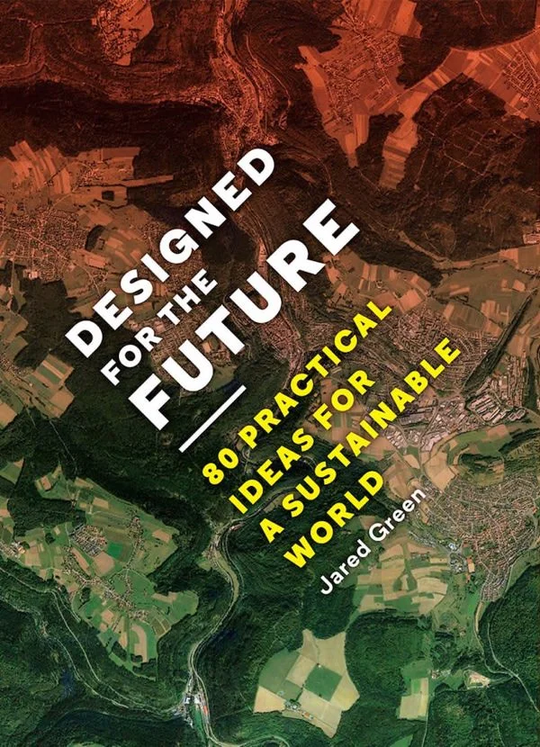 DESIGNED
FOR THE
FUTURE
80 PRACTICAL
IDEAS FOR
A SUSTAINABLE
WORLD
Jared Green